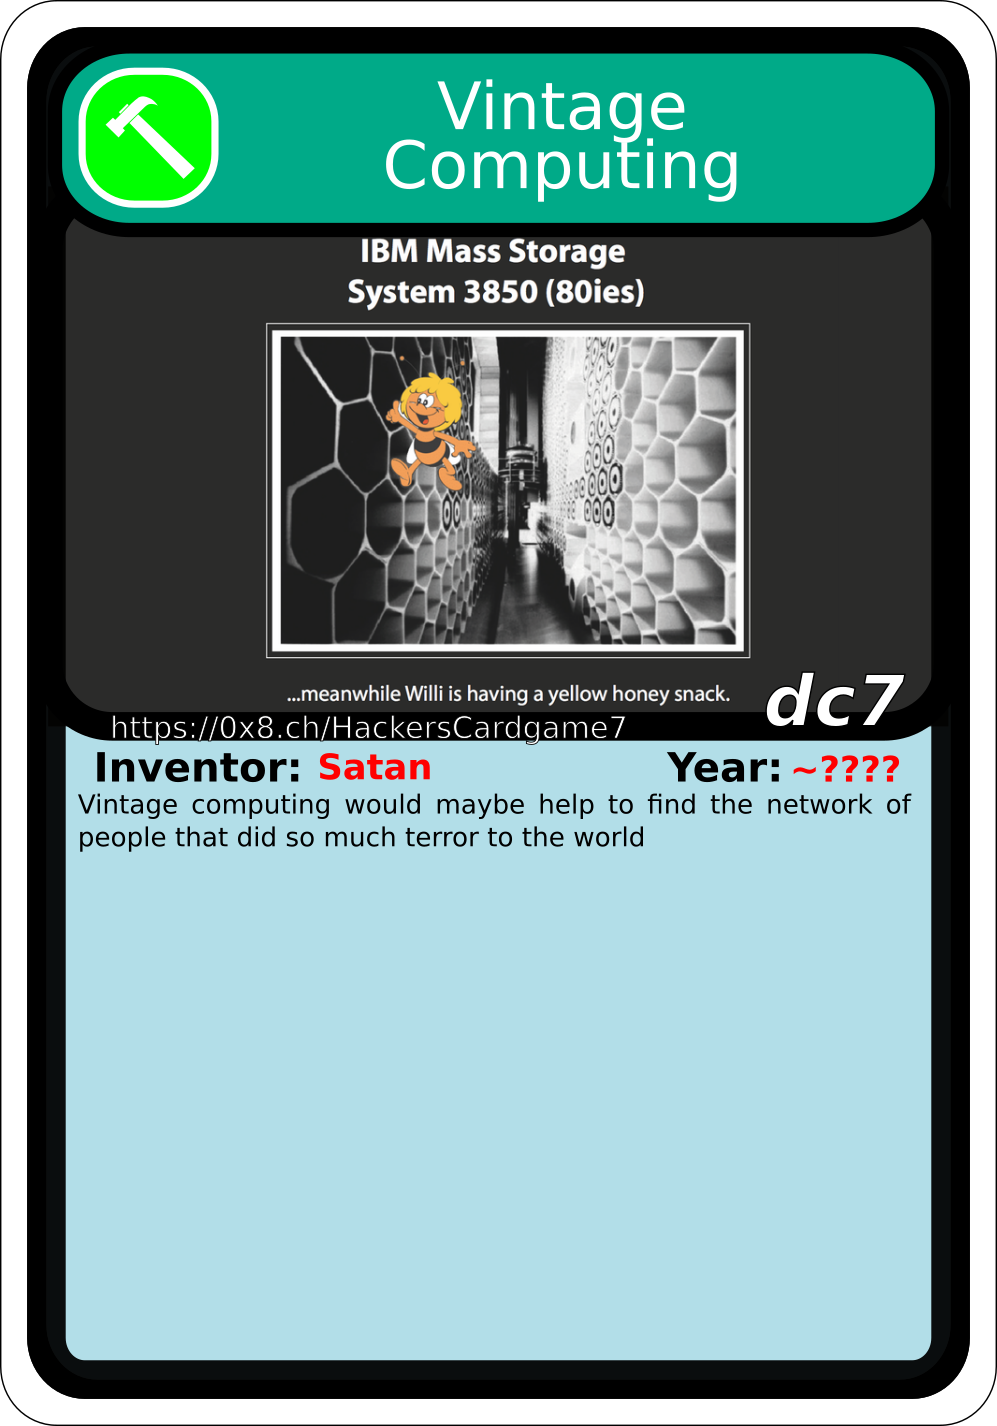 Vintage
Computing
IBM Mass Storage
System 3850 (80ies)
...meanwhile Willi is having a yellow honey snack.
dc7
https://0x8.ch/HackersCardgame7
Inventor: Satan Year: ~????
Vintage computing would maybe help to find the network of
people that did so much terror to the world